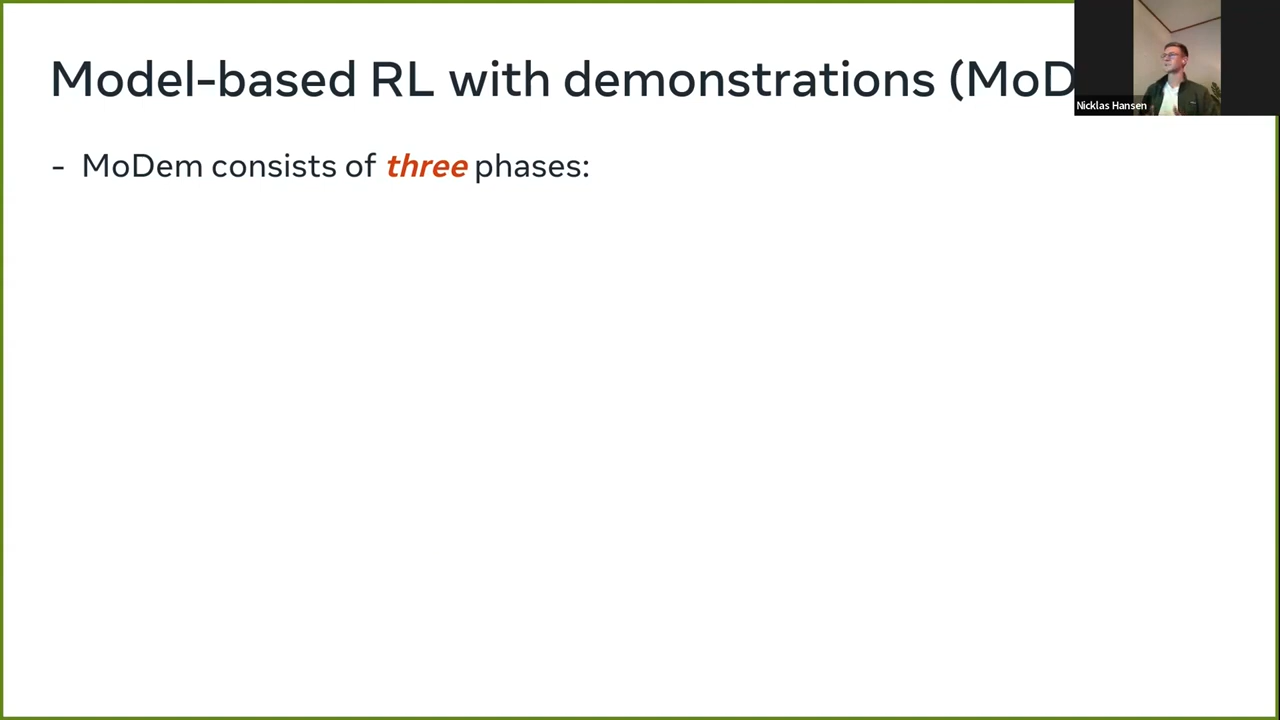 Model-based RL with demonstrations (MoD
Nicklas Hansen
- MoDem consists of three phases: